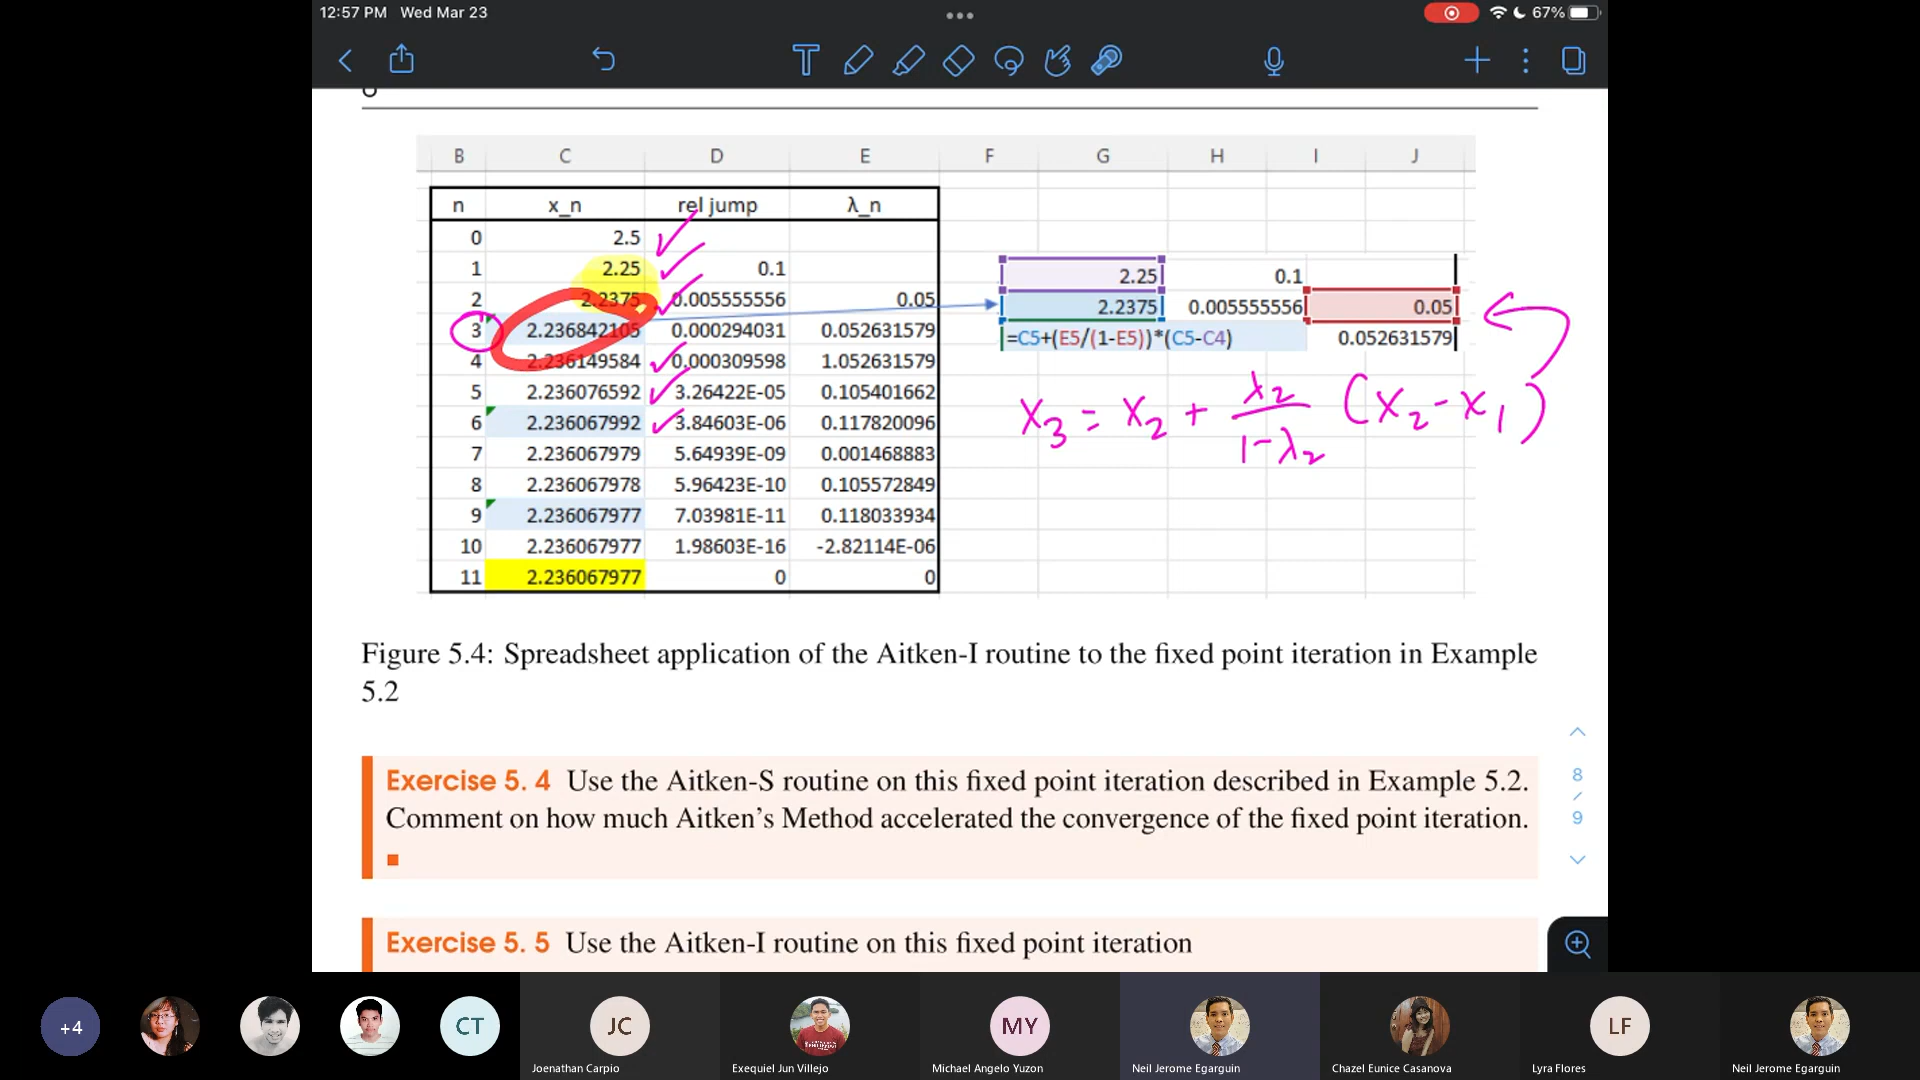 12:57 PM Wed Mar 23
67%
B C D E F G H I J
n x_n rel jump λ_n
0 2.5
1 2.25 0.1
2 2.2375 0.005555556 0.05
3 2.236842105 0.000294031 0.052631579
4 2.236149584 0.000309598 1.052631579
5 2.236076592 3.26422E-05 0.105401662
6 2.236067992 3.84603E-06 0.117820096
7 2.236067979 5.64939E-09 0.001468883
8 2.236067978 5.96423E-10 0.105572849
9 2.236067977 7.03981E-11 0.118033934
10 2.236067977 1.98603E-16 -2.82114E-06
11 2.236067977 0 0
2.25 0.1
2.2375 0.005555556 0.05
=C5+(E5/(1-E5))*(C5-C4) 0.052631579
x₃ = x₂ + λ₂/(1-λ₂) (x₂-x₁)
Figure 5.4: Spreadsheet application of the Aitken-I routine to the fixed point iteration in Example
5.2
Exercise 5. 4 Use the Aitken-S routine on this fixed point iteration described in Example 5.2.
Comment on how much Aitken's Method accelerated the convergence of the fixed point iteration.
8
/
9
Exercise 5. 5 Use the Aitken-I routine on this fixed point iteration
+4
CT
JC
MY
LF
Joenathan Carpio
Exequiel Jun Villejo
Michael Angelo Yuzon
Neil Jerome Egarguin
Chazel Eunice Casanova
Lyra Flores
Neil Jerome Egarguin